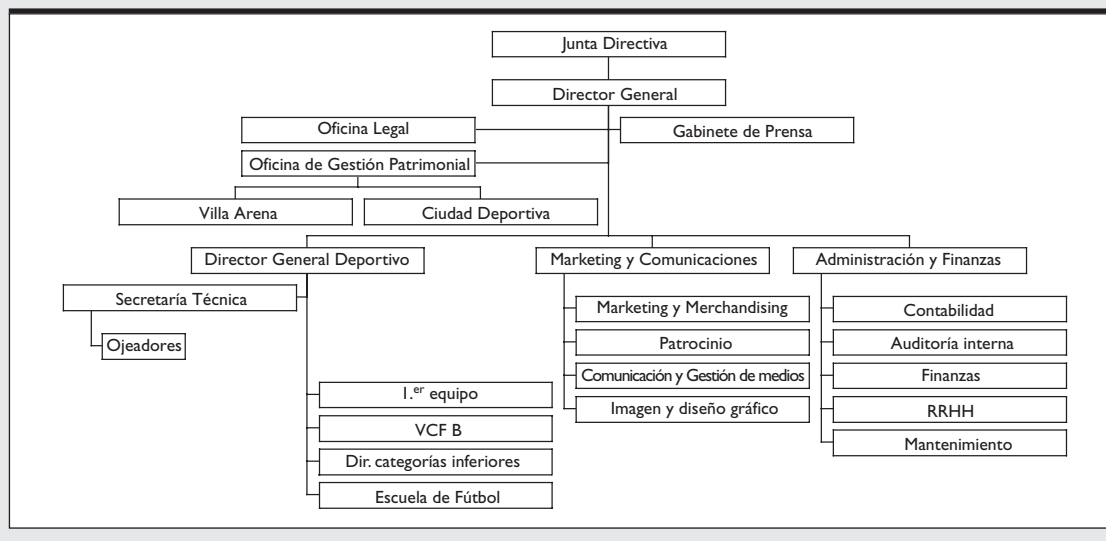 Junta Directiva
Director General
Oficina Legal
Gabinete de Prensa
Oficina de Gestión Patrimonial
Villa Arena
Ciudad Deportiva
Director General Deportivo
Marketing y Comunicaciones
Administración y Finanzas
Secretaría Técnica
Ojeadores
1.er equipo
VCF B
Dir. categorías inferiores
Escuela de Fútbol
Marketing y Merchandising
Patrocinio
Comunicación y Gestión de medios
Imagen y diseño gráfico
Contabilidad
Auditoría interna
Finanzas
RRHH
Mantenimiento